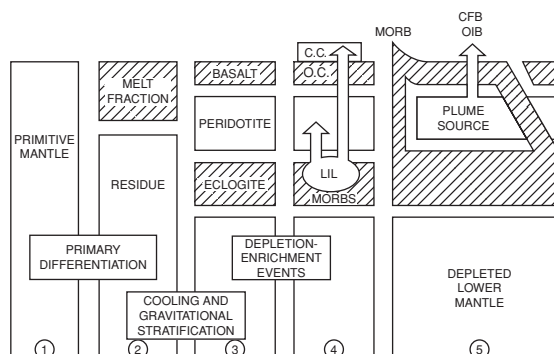 PRIMITIVE
MANTLE
MELT
FRACTION
RESIDUE
PRIMARY
DIFFERENTIATION
COOLING AND
GRAVITATIONAL
STRATIFICATION
BASALT
PERIDOTITE
ECLOGITE
C.C.
O.C.
LIL
MORBS
DEPLETION-
ENRICHMENT
EVENTS
MORB
CFB
OIB
PLUME
SOURCE
DEPLETED
LOWER
MANTLE
1
2
3
4
5